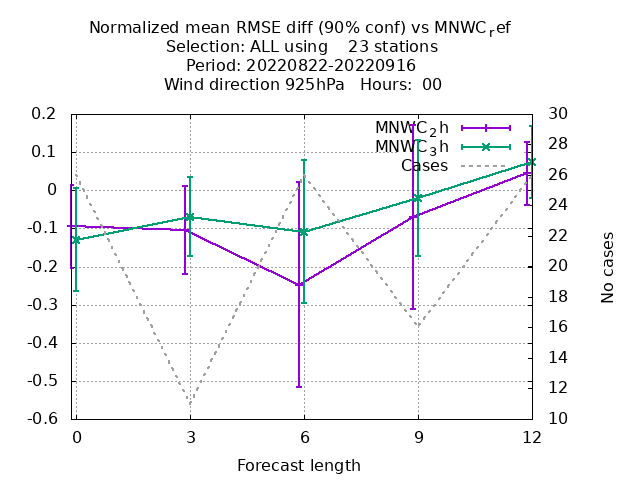 Normalized mean RMSE diff (90% conf) vs MNWCref
Selection: ALL using    23 stations
Period: 20220822-20220916
Wind direction 925hPa   Hours:  00
MNWC2h
MNWC3h
Cases
0.2
0.1
0
-0.1
-0.2
-0.3
-0.4
-0.5
-0.6
30
28
26
24
22
20
18
16
14
12
10
No cases
0 3 6 9 12
Forecast length